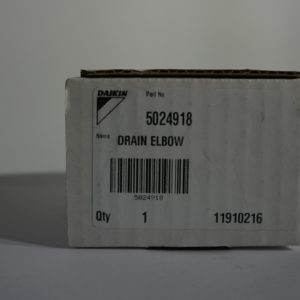 DAIKIN
Part No.
5024918
Name
DRAIN ELBOW
5024918
Qty 1 11910216